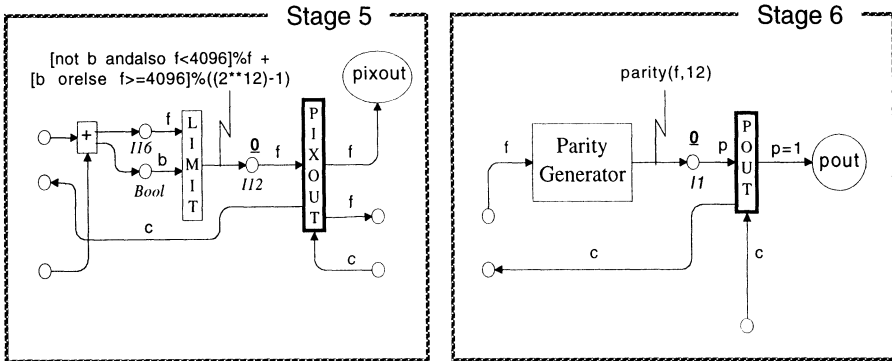 Stage 5
[not b andalso f<4096]%f +
[b orelse f>=4096]%((2**12)-1)
pixout
+
f
I16
b
Bool
LIMIT
0
f
I12
PIXOUT
f
f
c
c
Stage 6
parity(f,12)
f
Parity
Generator
0
p
I1
POUT
p=1
pout
c
c